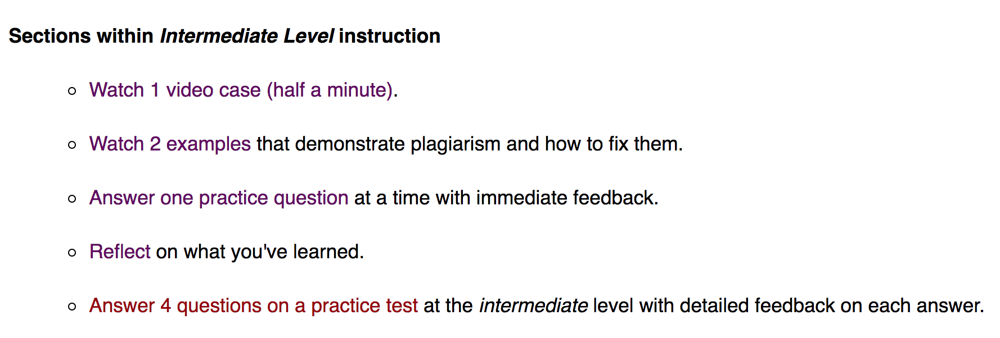 Sections within Intermediate Level instruction
Watch 1 video case (half a minute).
Watch 2 examples that demonstrate plagiarism and how to fix them.
Answer one practice question at a time with immediate feedback.
Reflect on what you've learned.
Answer 4 questions on a practice test at the intermediate level with detailed feedback on each answer.